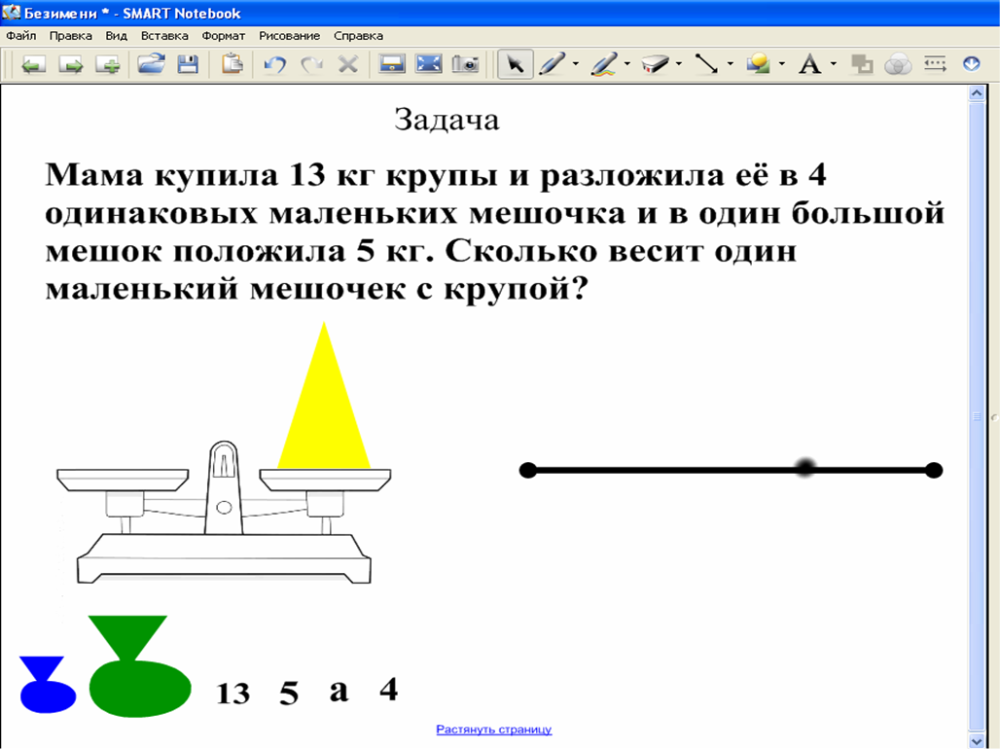 Безимени * - SMART Notebook
Файл Правка Вид Вставка Формат Рисование Справка
A
Задача
Мама купила 13 кг крупы и разложила её в 4
одинаковых маленьких мешочка и в один большой
мешок положила 5 кг. Сколько весит один
маленький мешочек с крупой?
13 5 а 4
Растянуть страницу